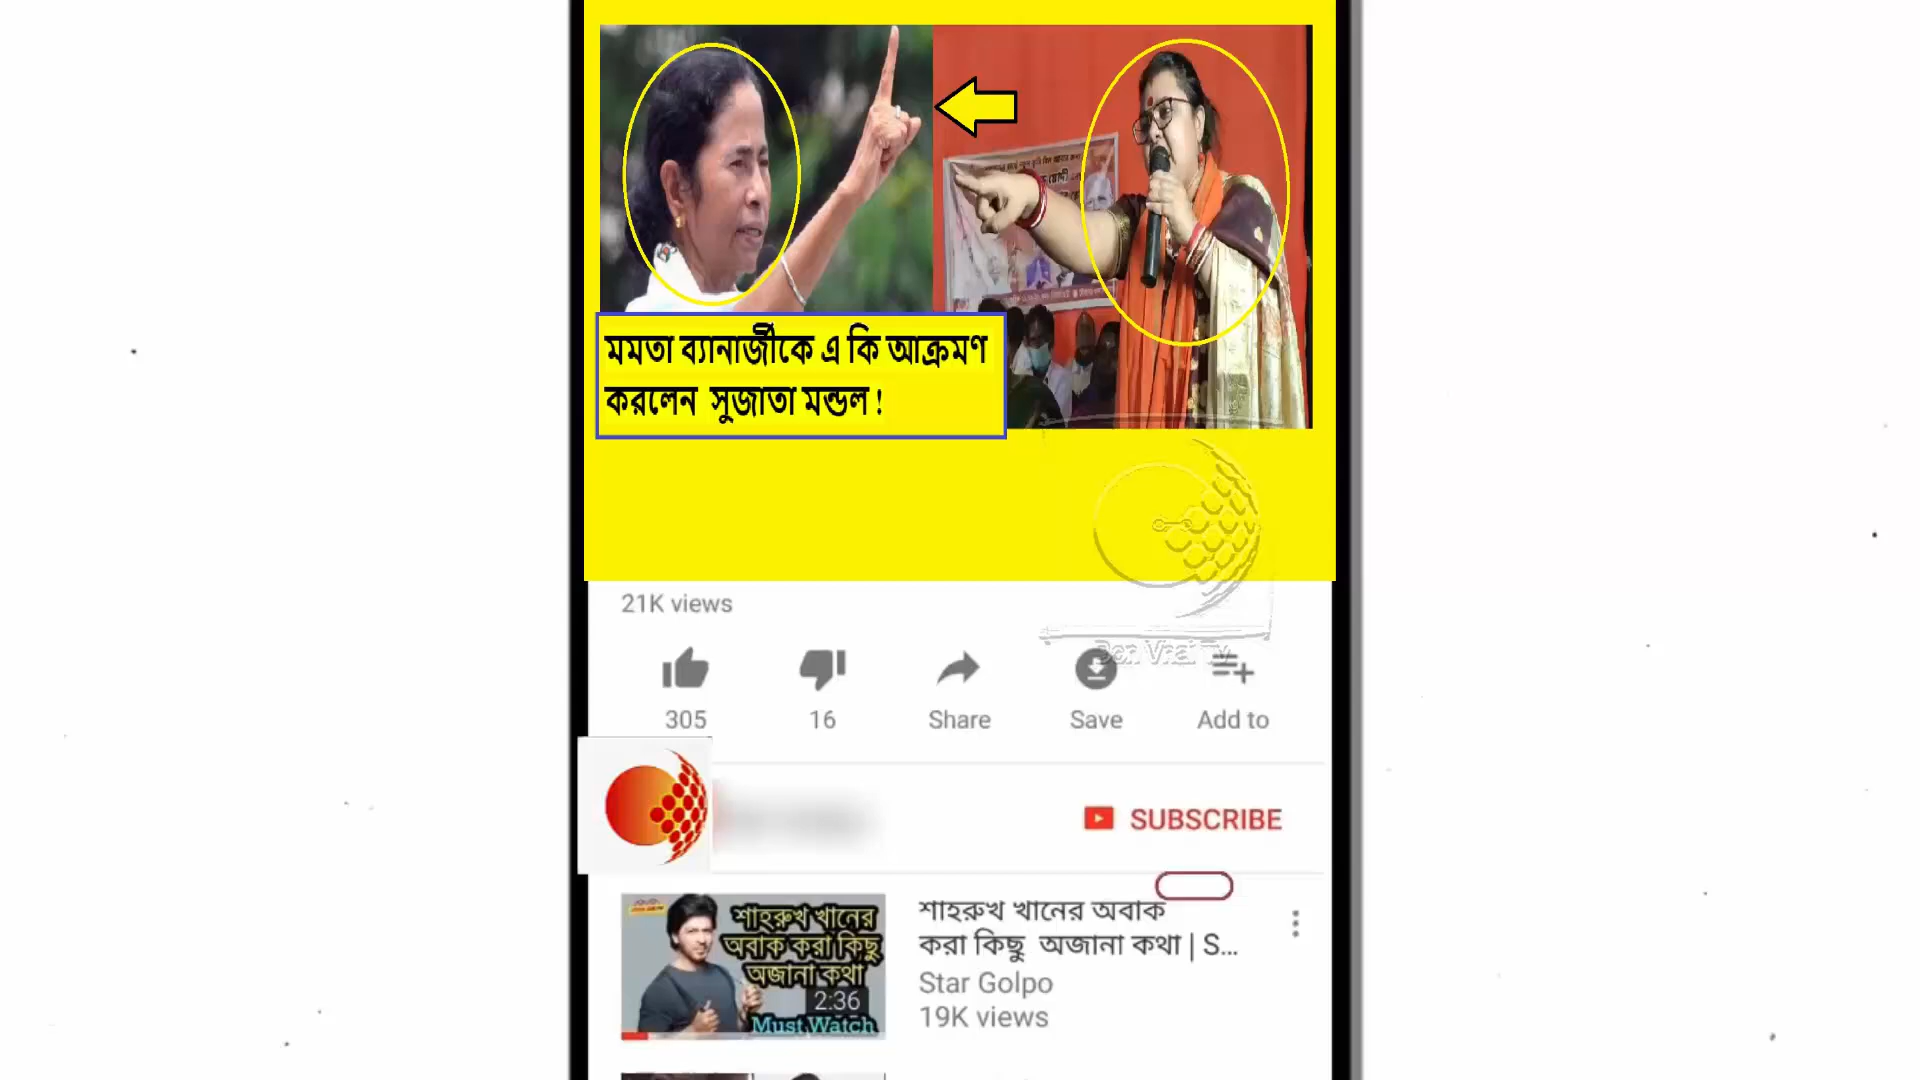 মমতা ব্যানার্জীকে এ কি আক্রমণ
করলেন সুজাতা মন্ডল !
21K views
305
16
Share
Save
Add to
SUBSCRIBE
শাহরুখ খানের
অবাক করা কিছু
অজানা কথা
2:36
Must Watch
শাহরুখ খানের অবাক
করা কিছু অজানা কথা | S...
Star Golpo
19K views